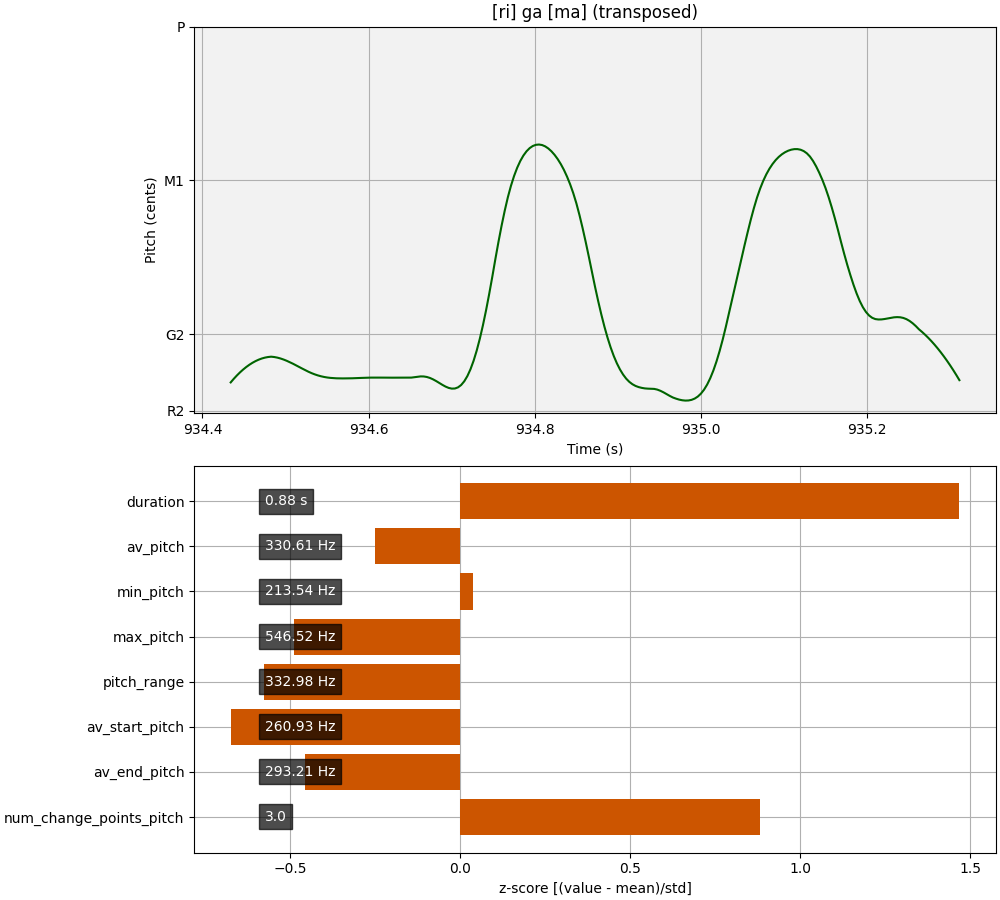 [ri] ga [ma] (transposed)
P
M1
G2
R2
Pitch (cents)
934.4 934.6 934.8 935.0 935.2
Time (s)
duration 0.88 s
av_pitch 330.61 Hz
min_pitch 213.54 Hz
max_pitch 546.52 Hz
pitch_range 332.98 Hz
av_start_pitch 260.93 Hz
av_end_pitch 293.21 Hz
num_change_points_pitch 3.0
−0.5 0.0 0.5 1.0 1.5
z-score [(value - mean)/std]